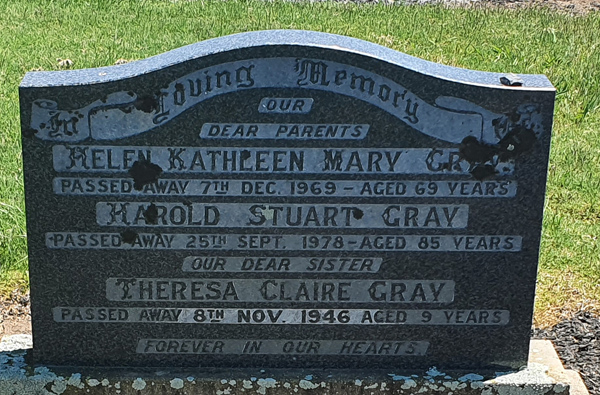 In Loving Memory
OUR
DEAR PARENTS
HELEN KATHLEEN MARY GRAY
PASSED AWAY 7TH DEC. 1969 - AGED 69 YEARS
HAROLD STUART GRAY
PASSED AWAY 25TH SEPT. 1978 - AGED 85 YEARS
OUR DEAR SISTER
THERESA CLAIRE GRAY
PASSED AWAY 8TH NOV. 1946 AGED 9 YEARS
FOREVER IN OUR HEARTS